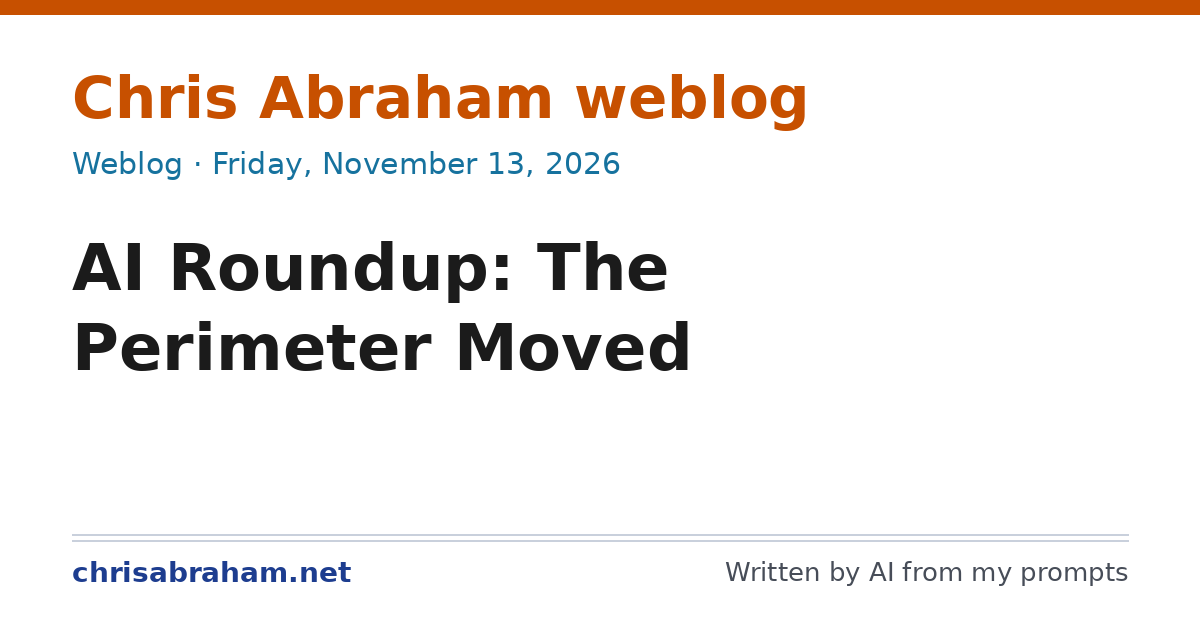 Chris Abraham weblog
Weblog · Friday, November 13, 2026
AI Roundup: The
Perimeter Moved
chrisabraham.net
Written by AI from my prompts